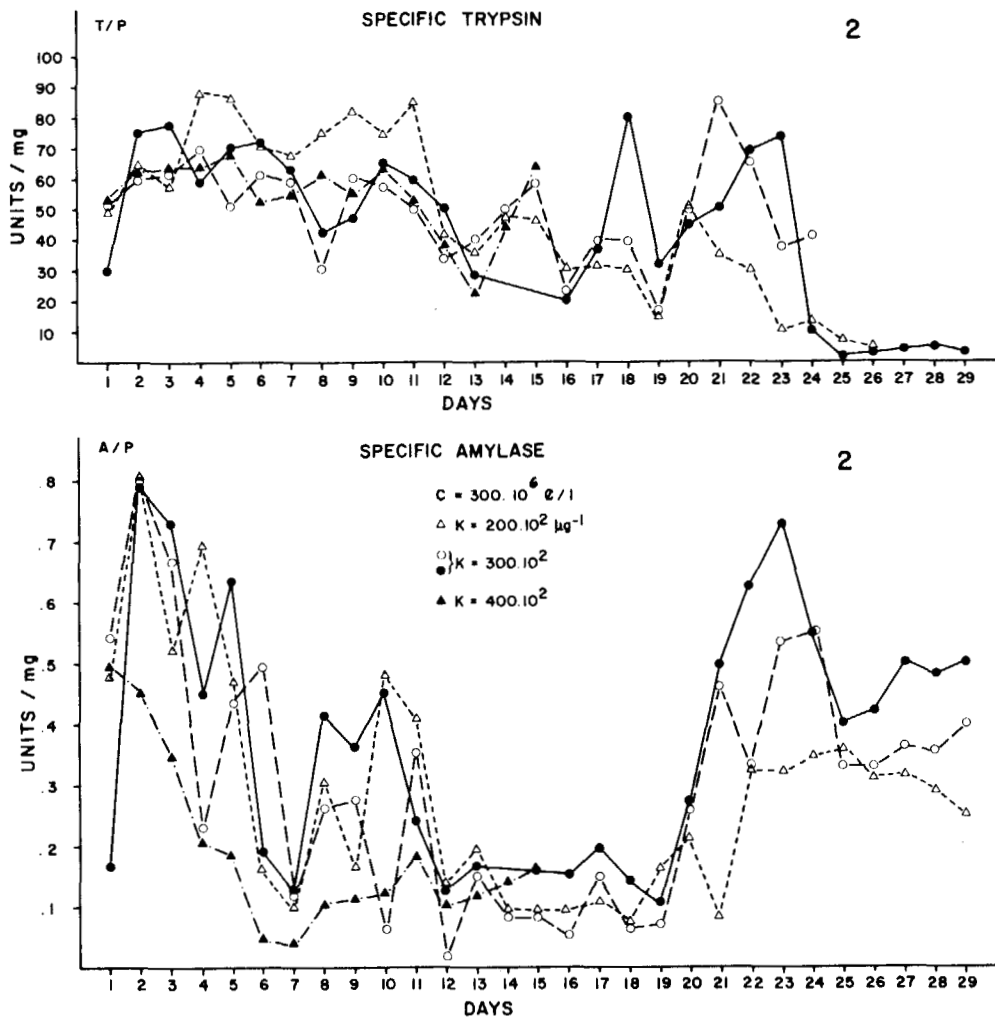 T/P
SPECIFIC TRYPSIN
2
100
90
80
70
60
50
40
30
20
10
UNITS / mg
1 2 3 4 5 6 7 8 9 10 11 12 13 14 15 16 17 18 19 20 21 22 23 24 25 26 27 28 29
DAYS
A/P
SPECIFIC AMYLASE
2
C = 300.10⁶ ¢/l
△ K = 200.10² µg⁻¹
○
● } K = 300.10²
▲ K = 400.10²
.8
.7
.6
.5
.4
.3
.2
.1
UNITS / mg
1 2 3 4 5 6 7 8 9 10 11 12 13 14 15 16 17 18 19 20 21 22 23 24 25 26 27 28 29
DAYS